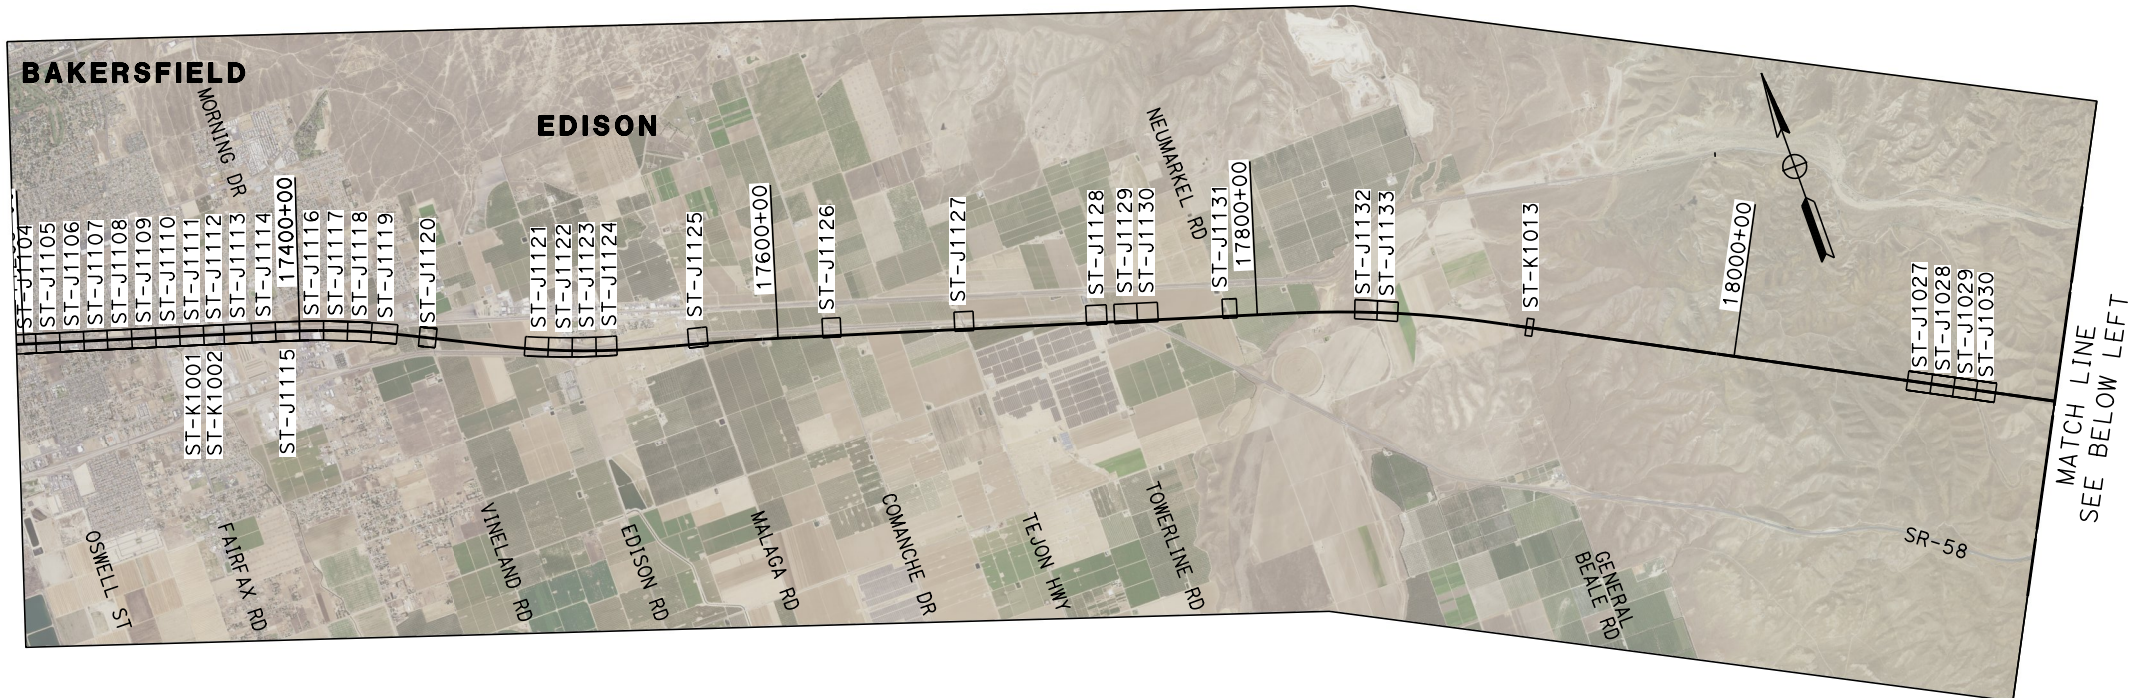 BAKERSFIELD
EDISON
MORNING DR
NEUMARKEL RD
ST-J1104
ST-J1105
ST-J1106
ST-J1107
ST-J1108
ST-J1109
ST-J1110
ST-J1111
ST-J1112
ST-J1113
ST-J1114
17400+00
ST-J1116
ST-J1117
ST-J1118
ST-J1119
ST-J1120
ST-J1121
ST-J1122
ST-J1123
ST-J1124
ST-J1125
17600+00
ST-J1126
ST-J1127
ST-J1128
ST-J1129
ST-J1130
ST-J1131
17800+00
ST-J1132
ST-J1133
ST-K1013
18000+00
ST-J1027
ST-J1028
ST-J1029
ST-J1030
ST-K1001
ST-K1002
ST-J1115
MATCH LINE
SEE BELOW LEFT
OSWELL ST
FAIRFAX RD
VINELAND RD
EDISON RD
MALAGA RD
COMANCHE DR
TEJON HWY
TOWERLINE RD
GENERAL
BEALE RD
SR-58